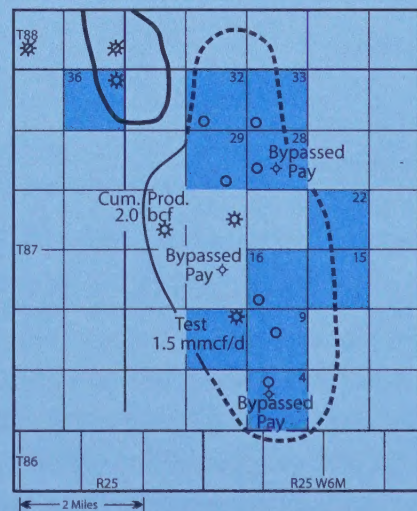 T88
36
32
33
29
28
Bypassed
Pay
Cum. Prod.
2.0 bcf
22
T87
Bypassed
Pay
16
15
Test
1.5 mmcf/d
9
4
Bypassed
Pay
T86
R25
R25 W6M
2 Miles